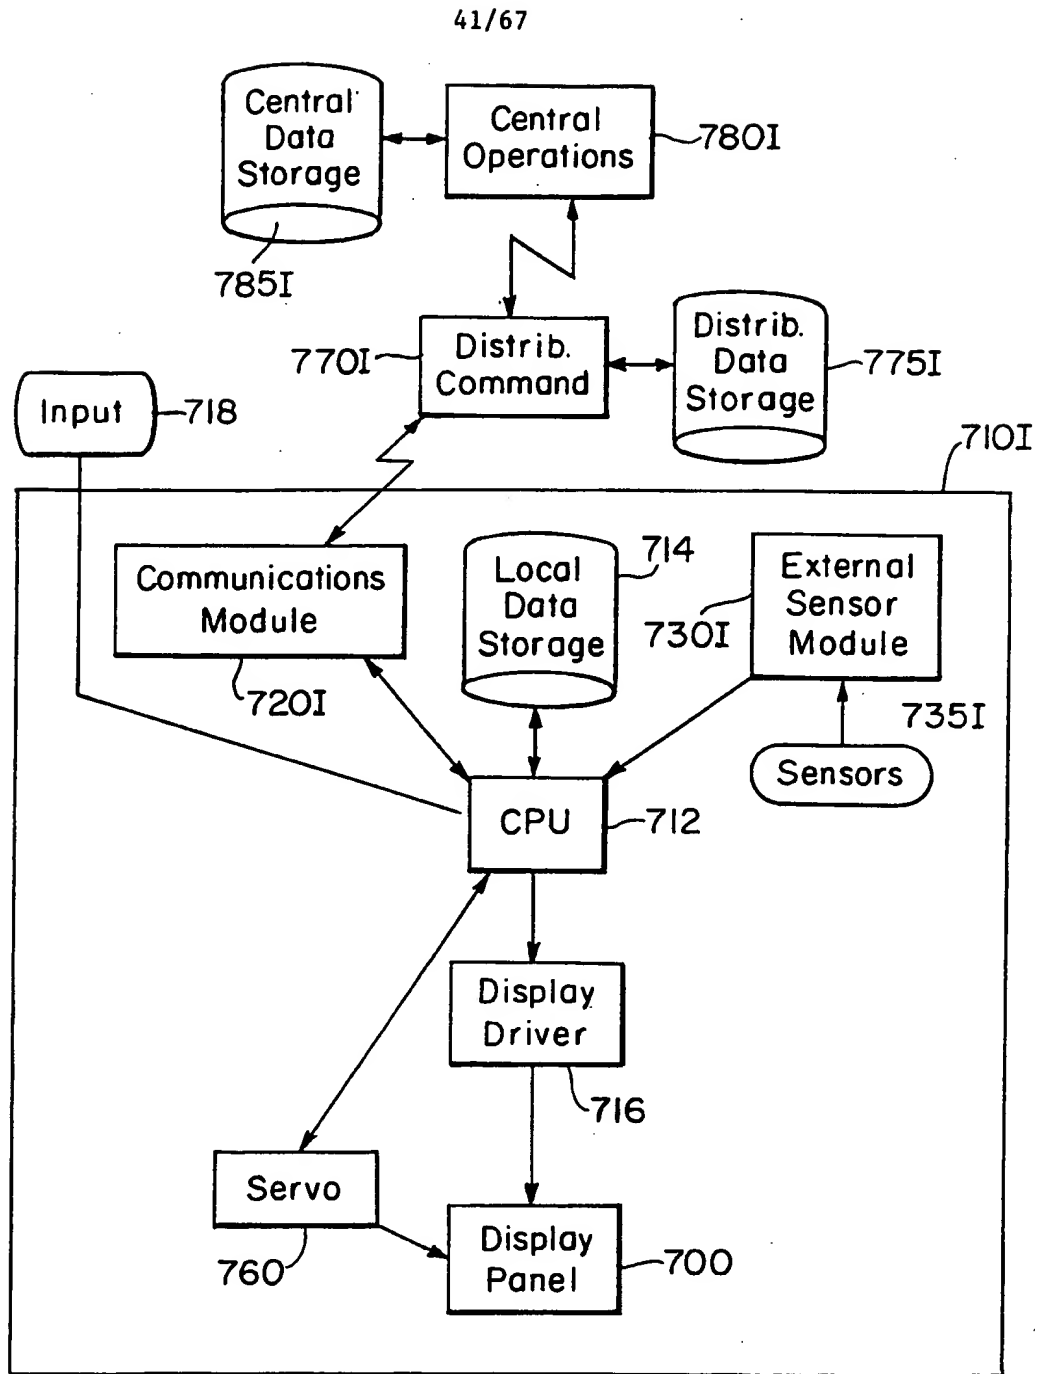 41/67
Central
Data
Storage
785I
Central
Operations
780I
770I
Distrib.
Command
Distrib.
Data
Storage
775I
Input
718
710I
Communications
Module
720I
Local
Data
Storage
714
730I
External
Sensor
Module
735I
Sensors
CPU
712
Display
Driver
716
Servo
760
Display
Panel
700